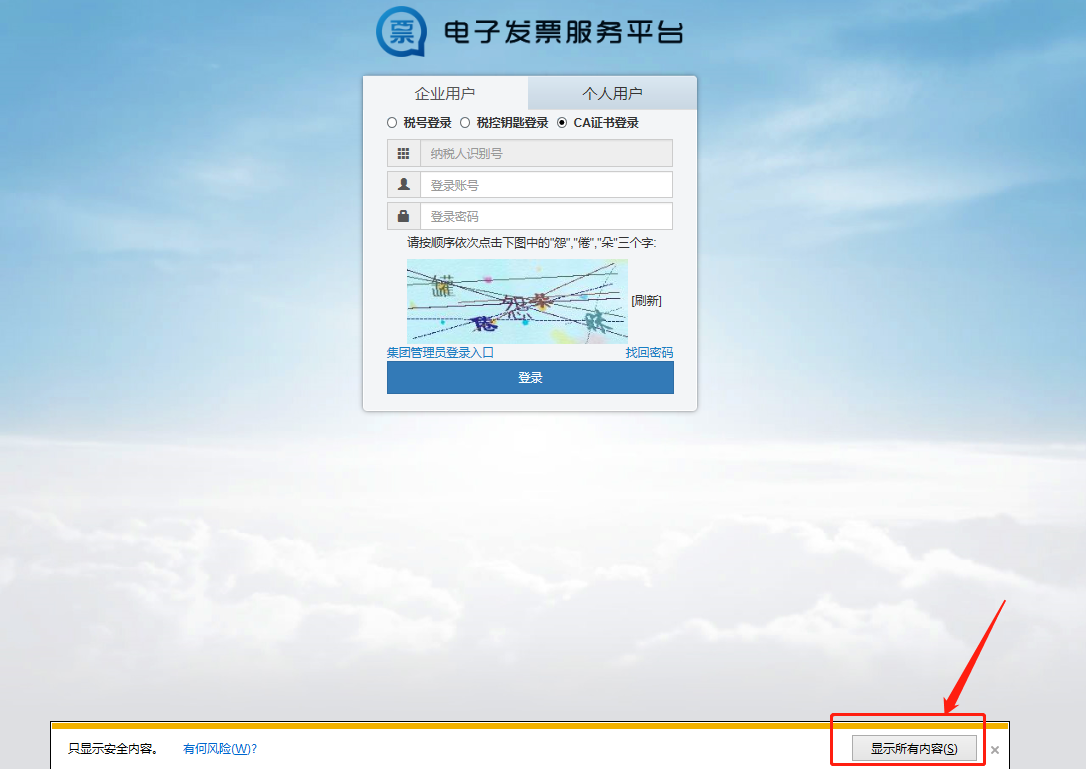 票 电子发票服务平台
企业用户 个人用户
税号登录 税控钥匙登录 CA证书登录
纳税人识别号
登录账号
登录密码
请按顺序依次点击下图中的"怨","倦","朵"三个字:
罐 怨 朵
倦
[刷新]
集团管理员登录入口 找回密码
登录
只显示安全内容。 有何风险(W)? 显示所有内容(S) ×